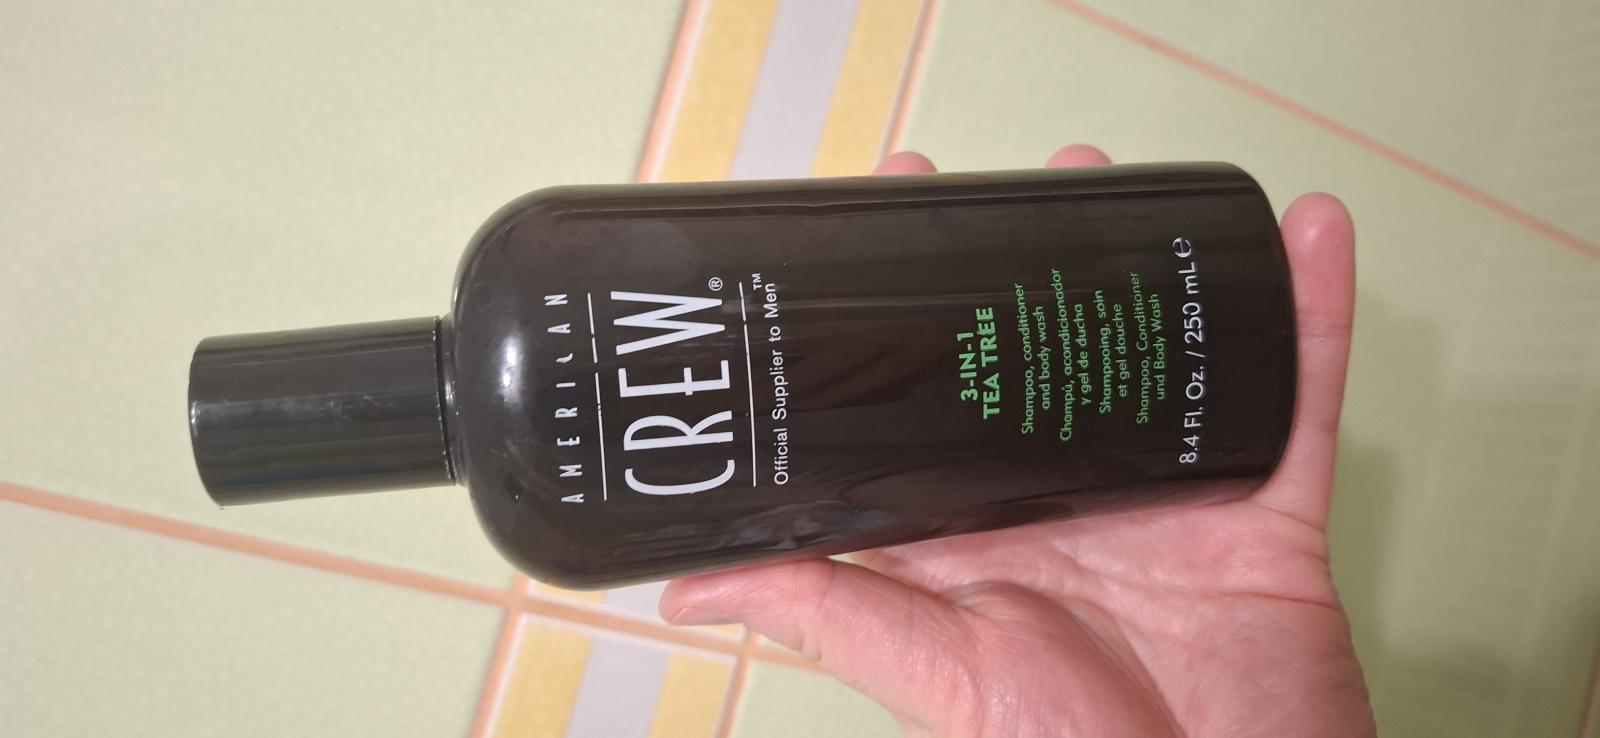 AMERICAN
CREW®
Official Supplier to Men™
3-IN-1
TEA TREE
Shampoo, conditioner
and body wash
Champú, acondicionador
y gel de ducha
Shampooing, soin
et gel douche
Shampoo, Conditioner
und Body Wash
8.4 Fl. Oz. / 250 mL ℮